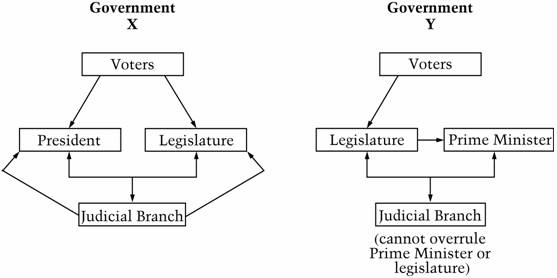 Government
X
Voters
President
Legislature
Judicial Branch
Government
Y
Voters
Legislature
Prime Minister
Judicial Branch
(cannot overrule
Prime Minister or
legislature)